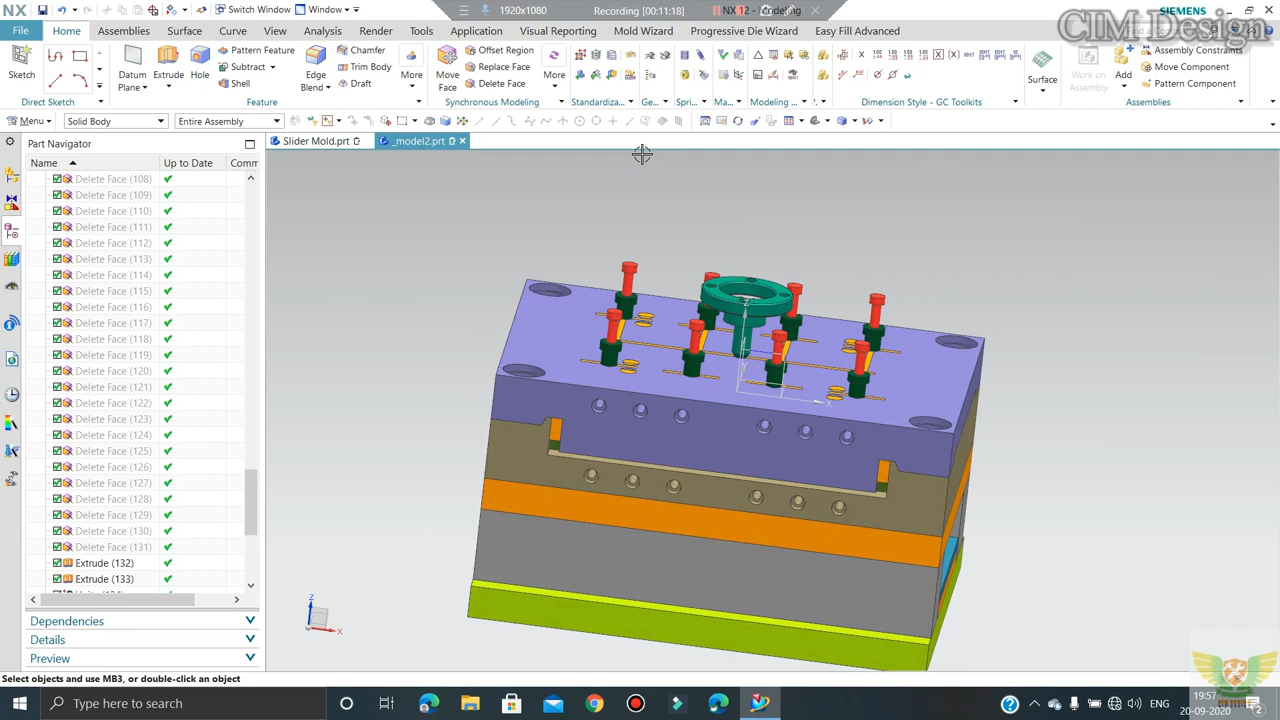 NX
Switch Window
Window
1920x1080
Recording [00:11:18]
NX 12 - Modeling
SIEMENS
CIM Design
File
Home
Assemblies
Surface
Curve
Analysis
Render
Tools
Application
Visual Reporting
Mold Wizard
Progressive Die Wizard
Easy Fill Advanced
Sketch
Datum Plane
Extrude
Hole
Pattern Feature
Subtract
Shell
Edge Blend
Chamfer
Trim Body
Draft
More
Move Face
Offset Region
Replace Face
Delete Face
More
Surface
Work on Assembly
Add
Assembly Constraints
Move Component
Pattern Component
Direct Sketch
Feature
Synchronous Modeling
Standardiza...
Ge...
Spri...
Ma...
Modeling ...
Dimension Style - GC Toolkits
Assemblies
Menu
Solid Body
Entire Assembly
Part Navigator
Slider Mold.prt
_model2.prt
Name
Up to Date
Comm
Delete Face (108)
Delete Face (109)
Delete Face (110)
Delete Face (111)
Delete Face (112)
Delete Face (113)
Delete Face (114)
Delete Face (115)
Delete Face (116)
Delete Face (117)
Delete Face (118)
Delete Face (119)
Delete Face (120)
Delete Face (121)
Delete Face (122)
Delete Face (123)
Delete Face (124)
Delete Face (125)
Delete Face (126)
Delete Face (127)
Delete Face (128)
Delete Face (129)
Delete Face (130)
Delete Face (131)
Extrude (132)
Extrude (133)
Dependencies
Details
Preview
Z
X
Z
X
Select objects and use MB3, or double-click an object
Type here to search
ENG
19:57
20-09-2020
2